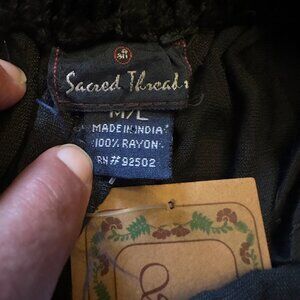 Sacred Threads
M/L
MADE IN INDIA
100% RAYON
RN# 92502